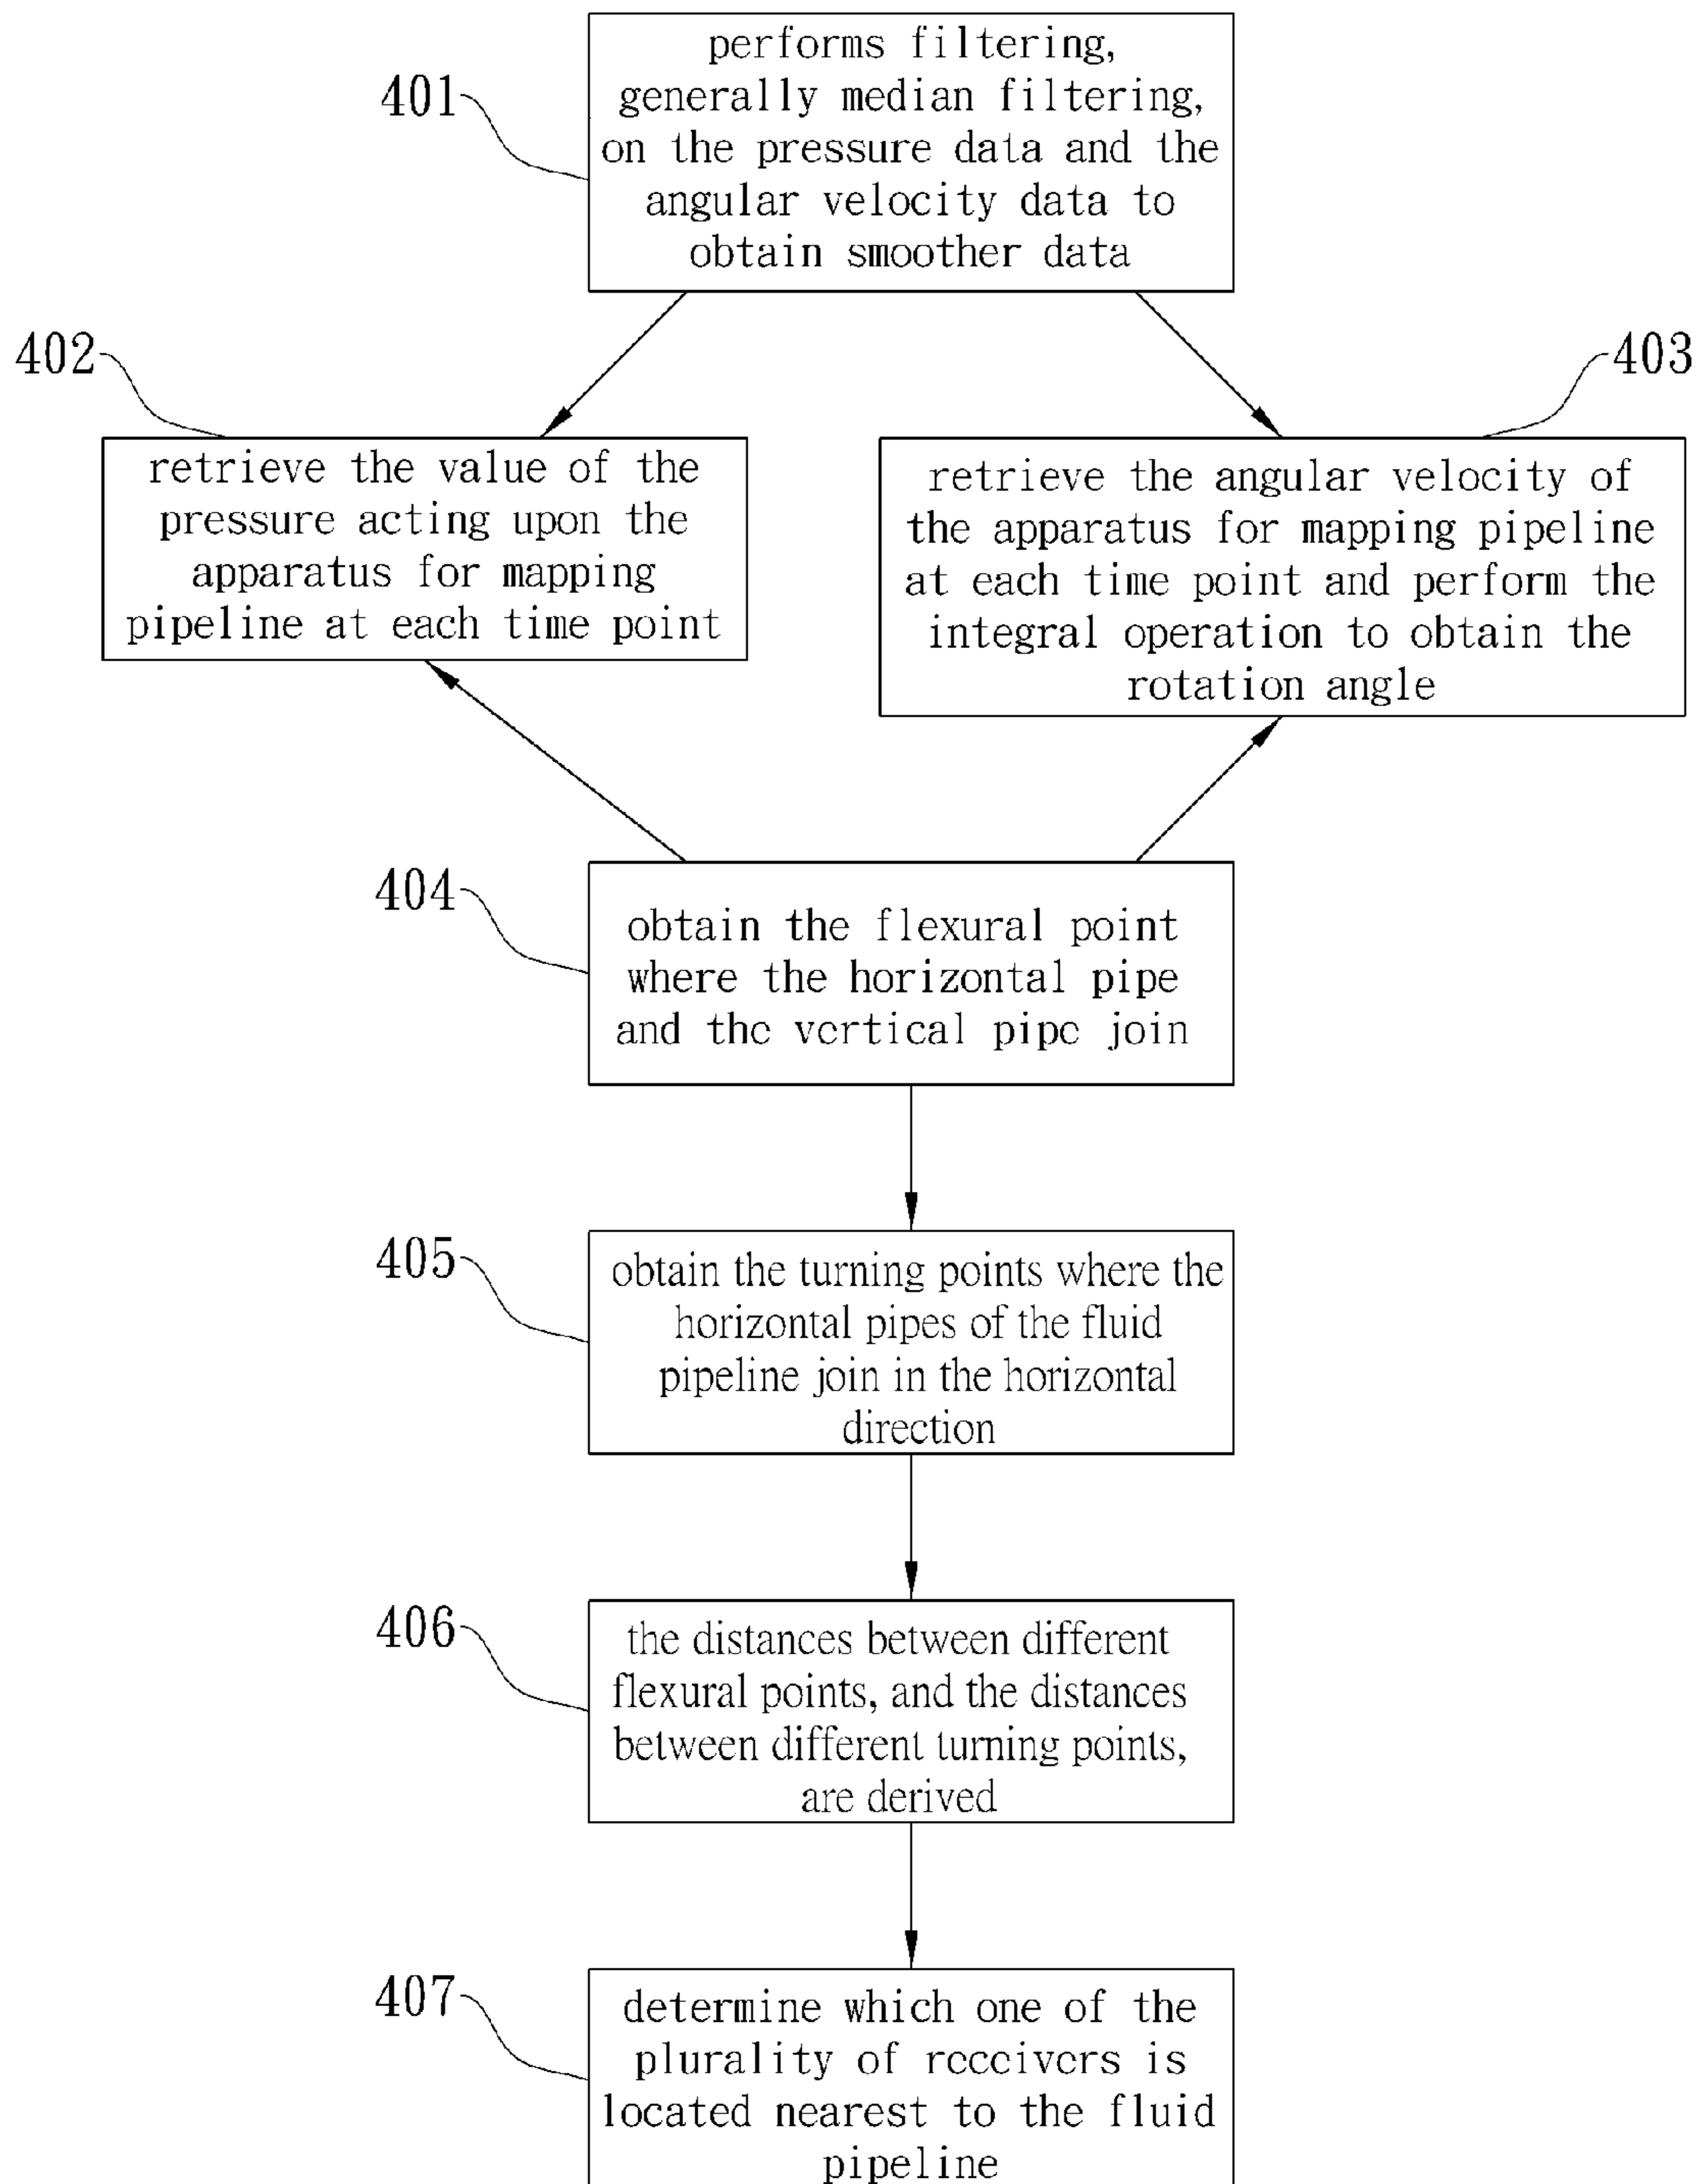 401
performs filtering,
generally median filtering,
on the pressure data and the
angular velocity data to
obtain smoother data
402
retrieve the value of the
pressure acting upon the
apparatus for mapping
pipeline at each time point
403
retrieve the angular velocity of
the apparatus for mapping pipeline
at each time point and perform the
integral operation to obtain the
rotation angle
404
obtain the flexural point
where the horizontal pipe
and the vertical pipe join
405
obtain the turning points where the
horizontal pipes of the fluid
pipeline join in the horizontal
direction
406
the distances between different
flexural points, and the distances
between different turning points,
are derived
407
determine which one of the
plurality of receivers is
located nearest to the fluid
pipeline